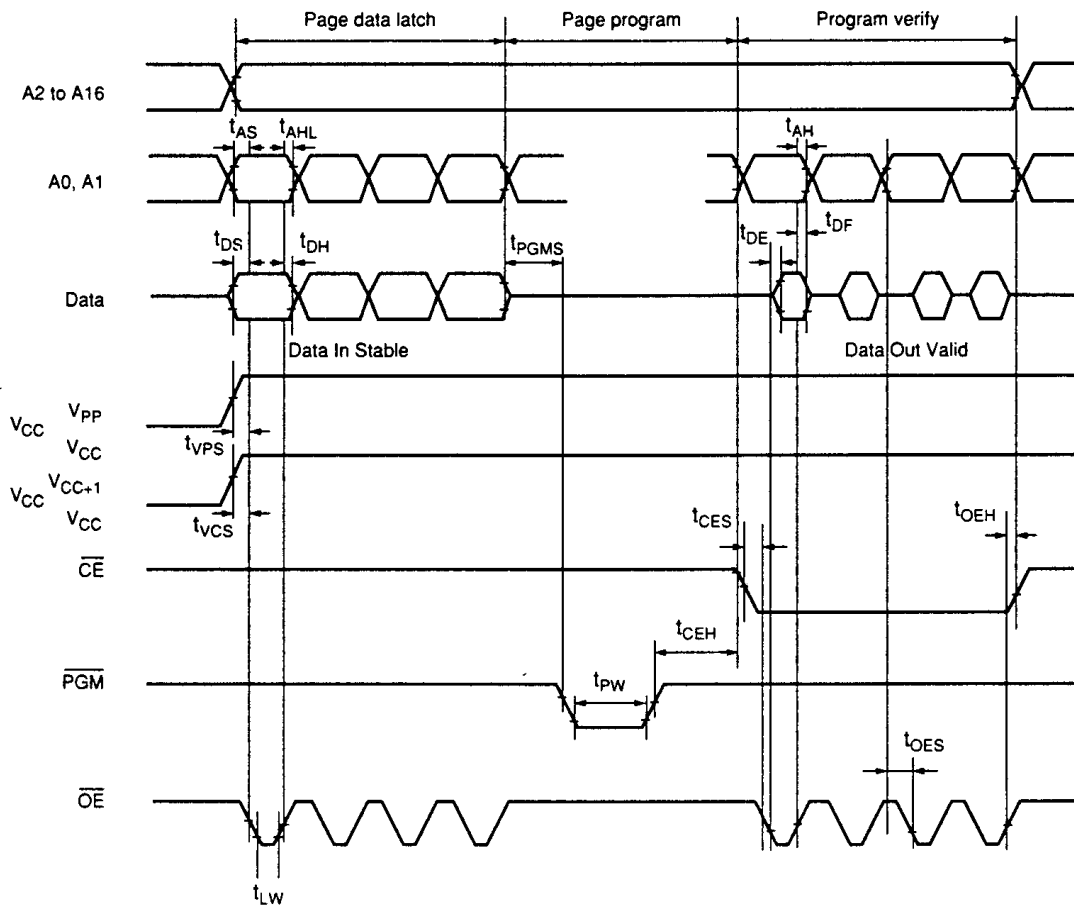 Page data latch Page program Program verify
A2 to A16
tAS tAHL tAH
A0, A1
tDS tDH tPGMS tDE tDF
Data
Data In Stable Data Out Valid
VPP
VCC
tVPS
VCC
VCC+1
VCC
VCC
tVCS
tCES tOEH
CE
tCEH
PGM
tPW
tOES
OE
tLW